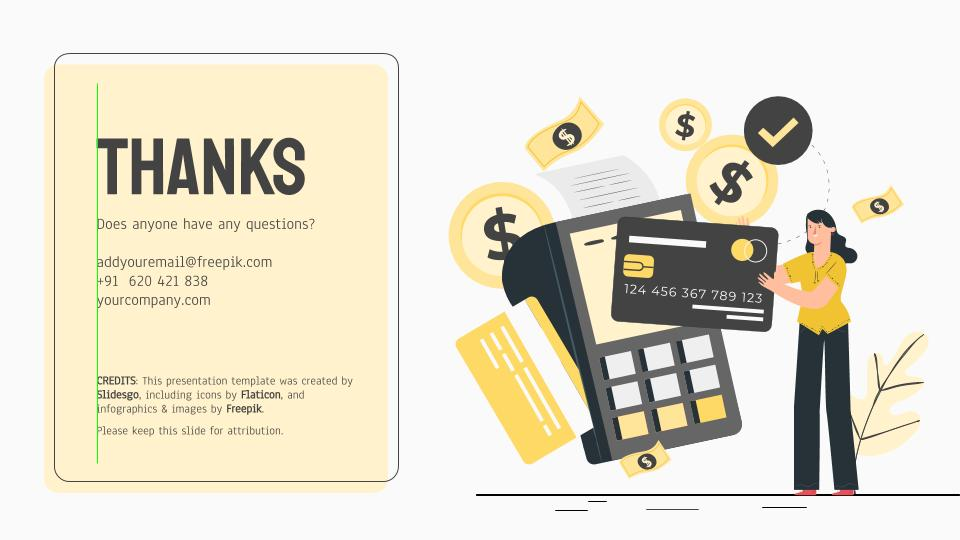 THANKS
Does anyone have any questions?
addyouremail@freepik.com
+91  620 421 838
yourcompany.com
CREDITS: This presentation template was created by
Slidesgo, including icons by Flaticon, and
infographics & images by Freepik.
Please keep this slide for attribution.
$
$
$
$
$
$
124 456 367 789 123